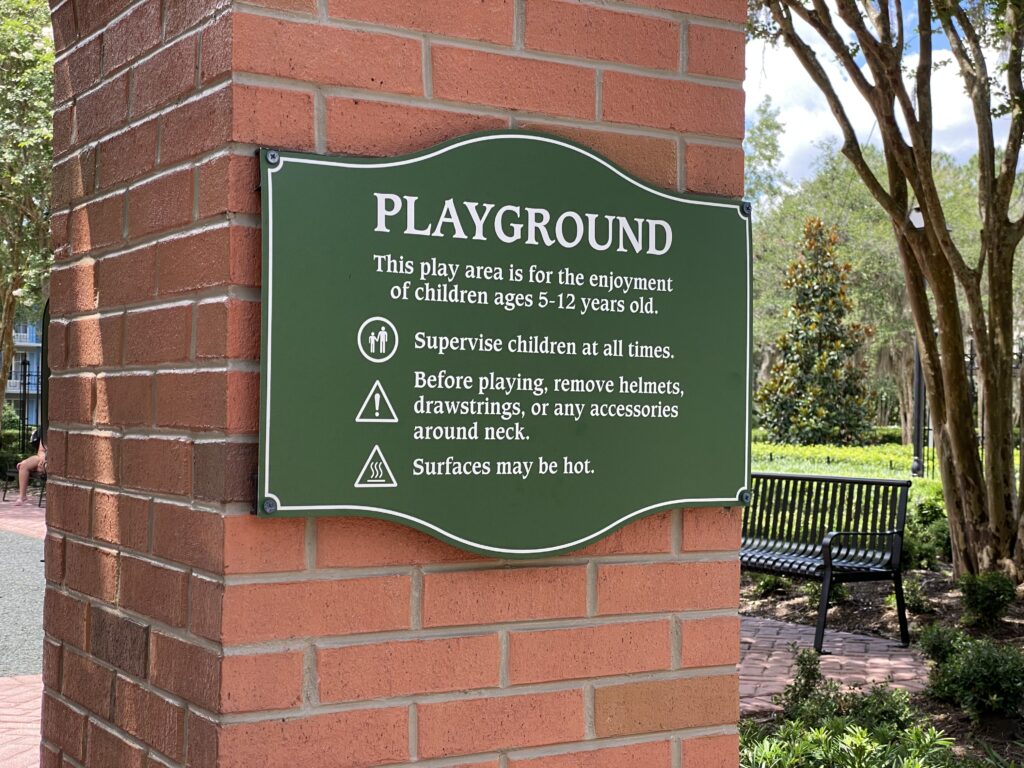 PLAYGROUND
This play area is for the enjoyment
of children ages 5-12 years old.
Supervise children at all times.
Before playing, remove helmets,
drawstrings, or any accessories
around neck.
Surfaces may be hot.